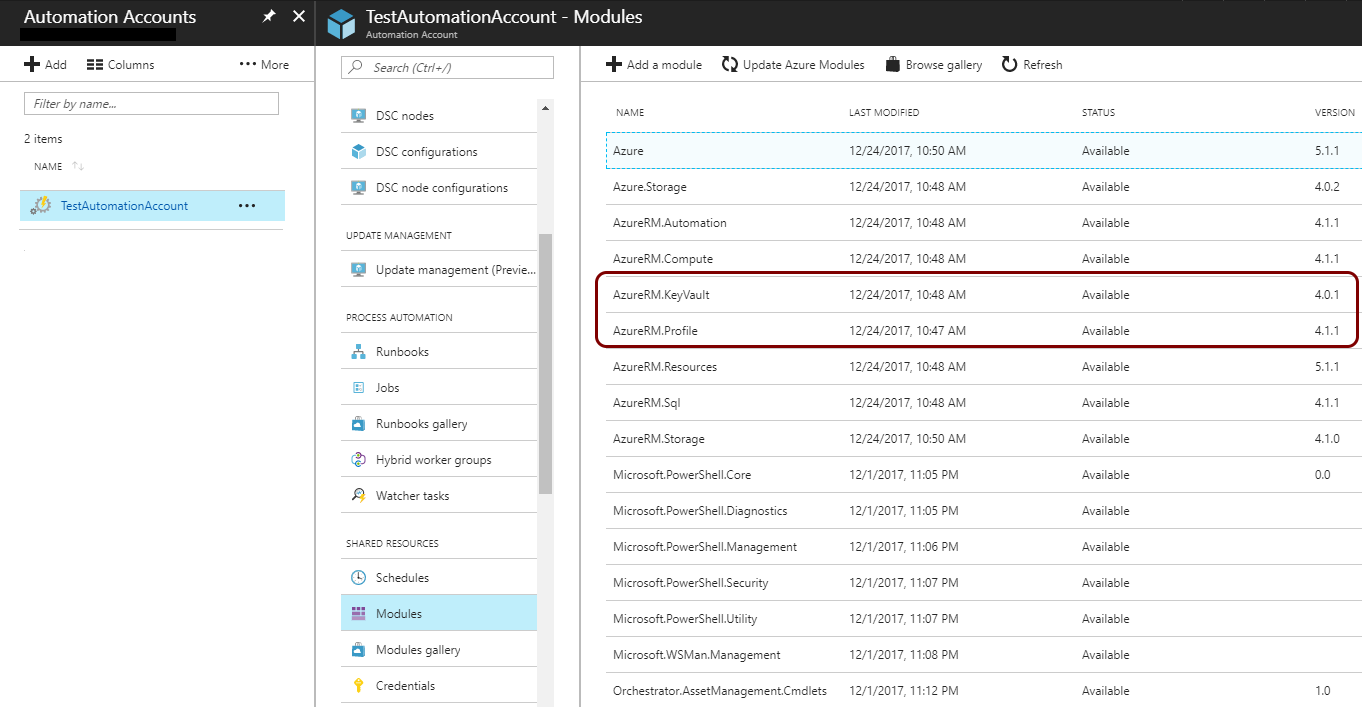 Automation Accounts
Add Columns More
Filter by name...
2 items
NAME
TestAutomationAccount
TestAutomationAccount - Modules
Automation Account
Search (Ctrl+/)
DSC nodes
DSC configurations
DSC node configurations
UPDATE MANAGEMENT
Update management (Previe...
PROCESS AUTOMATION
Runbooks
Jobs
Runbooks gallery
Hybrid worker groups
Watcher tasks
SHARED RESOURCES
Schedules
Modules
Modules gallery
Credentials
Add a module Update Azure Modules Browse gallery Refresh
NAME LAST MODIFIED STATUS VERSION
Azure 12/24/2017, 10:50 AM Available 5.1.1
Azure.Storage 12/24/2017, 10:48 AM Available 4.0.2
AzureRM.Automation 12/24/2017, 10:48 AM Available 4.1.1
AzureRM.Compute 12/24/2017, 10:48 AM Available 4.1.1
AzureRM.KeyVault 12/24/2017, 10:48 AM Available 4.0.1
AzureRM.Profile 12/24/2017, 10:47 AM Available 4.1.1
AzureRM.Resources 12/24/2017, 10:48 AM Available 5.1.1
AzureRM.Sql 12/24/2017, 10:48 AM Available 4.1.1
AzureRM.Storage 12/24/2017, 10:50 AM Available 4.1.0
Microsoft.PowerShell.Core 12/1/2017, 11:05 PM Available 0.0
Microsoft.PowerShell.Diagnostics 12/1/2017, 11:05 PM Available
Microsoft.PowerShell.Management 12/1/2017, 11:06 PM Available
Microsoft.PowerShell.Security 12/1/2017, 11:07 PM Available
Microsoft.PowerShell.Utility 12/1/2017, 11:07 PM Available
Microsoft.WSMan.Management 12/1/2017, 11:08 PM Available
Orchestrator.AssetManagement.Cmdlets 12/1/2017, 11:12 PM Available 1.0